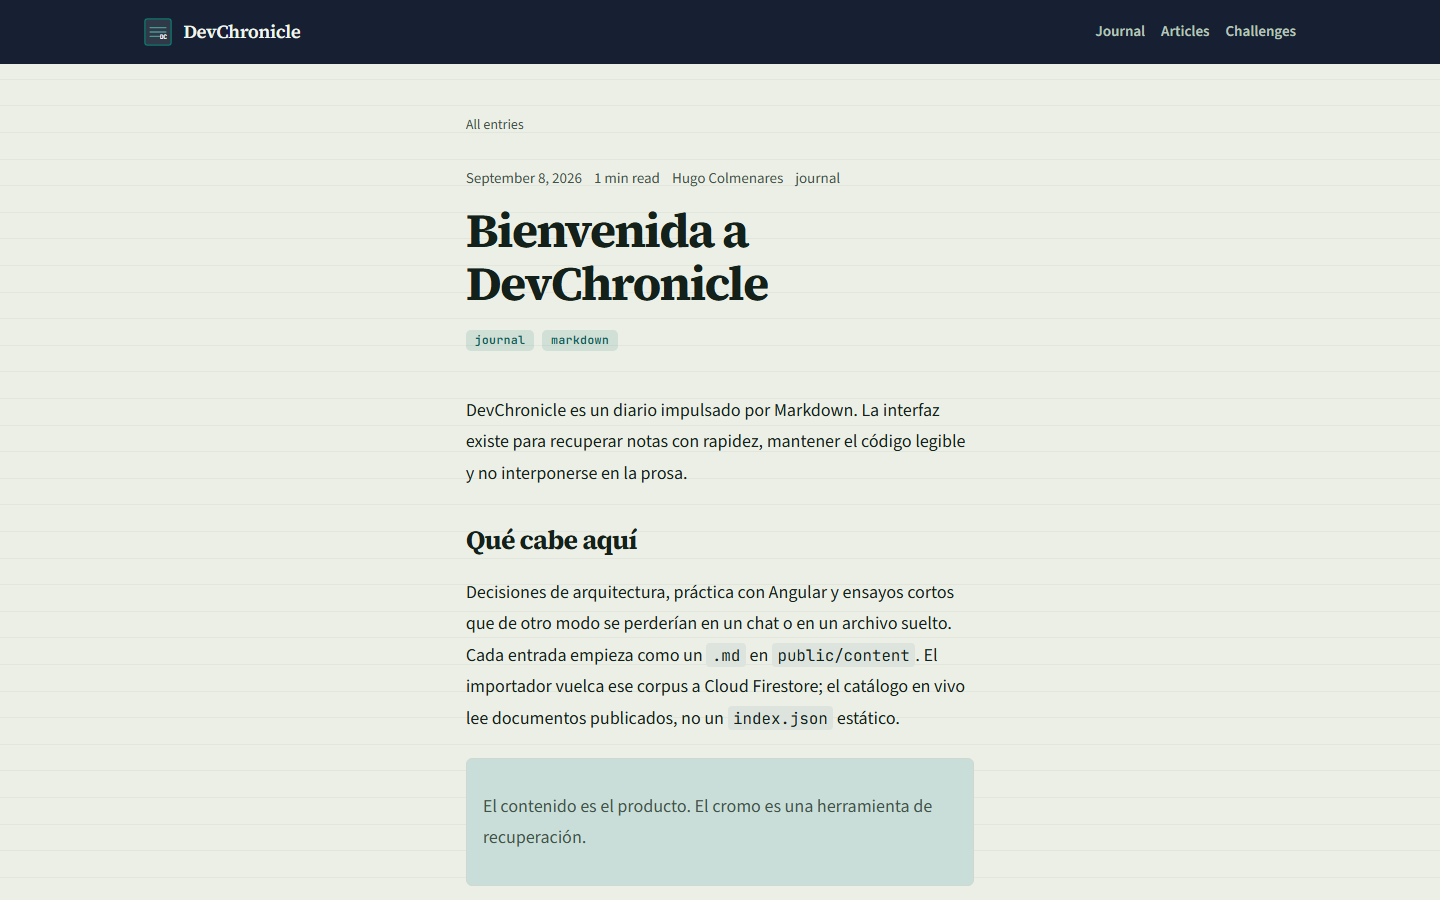 DevChronicle
Journal Articles Challenges
All entries
September 8, 2026 1 min read Hugo Colmenares journal
Bienvenida a
DevChronicle
journal markdown
DevChronicle es un diario impulsado por Markdown. La interfaz
existe para recuperar notas con rapidez, mantener el código legible
y no interponerse en la prosa.
Qué cabe aquí
Decisiones de arquitectura, práctica con Angular y ensayos cortos
que de otro modo se perderían en un chat o en un archivo suelto.
Cada entrada empieza como un .md en public/content. El
importador vuelca ese corpus a Cloud Firestore; el catálogo en vivo
lee documentos publicados, no un index.json estático.
El contenido es el producto. El cromo es una herramienta de
recuperación.